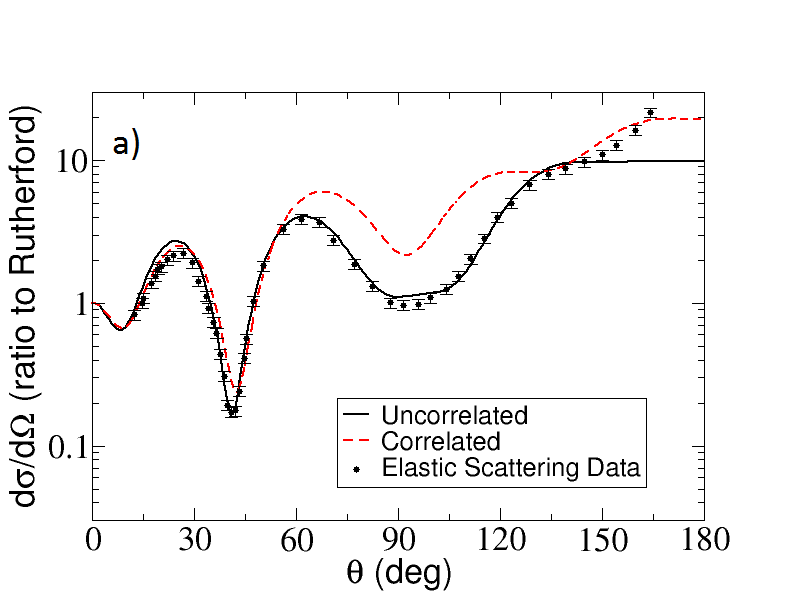 a)
dσ/dΩ (ratio to Rutherford)
10
1
0.1
Uncorrelated
Correlated
Elastic Scattering Data
0 30 60 90 120 150 180
θ (deg)